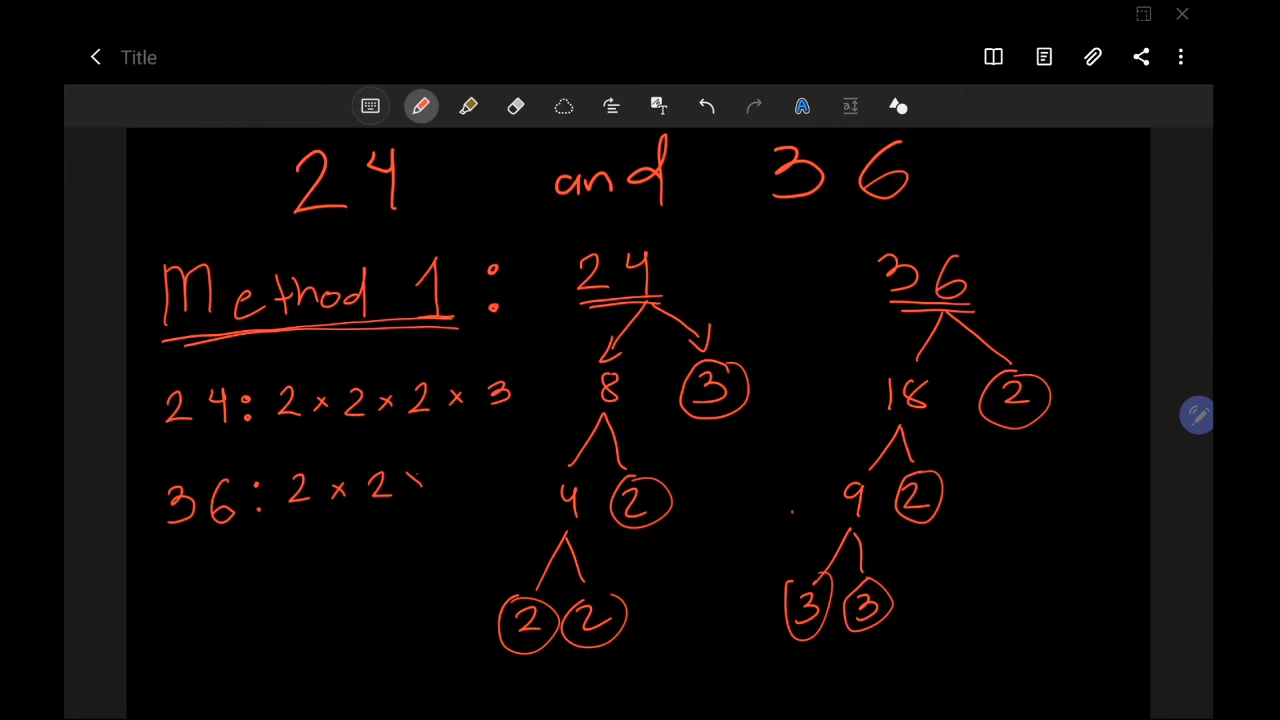 Title
24 and 36
Method 1 : 24 36
24: 2 × 2 × 2 × 3 8 3 18 2
36: 2 × 2 × 4 2 9 2
2 2 3 3